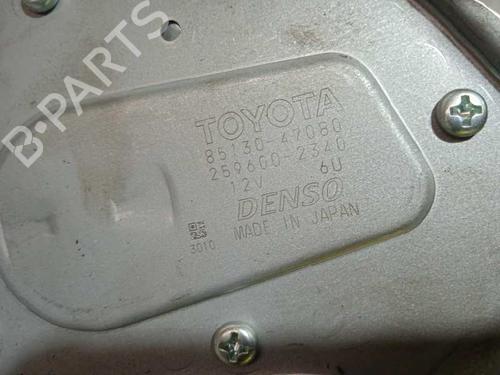 B-PARTS
TOYOTA
85130-47080
259600-2340
12V 6U
DENSO
MADE IN JAPAN
3010